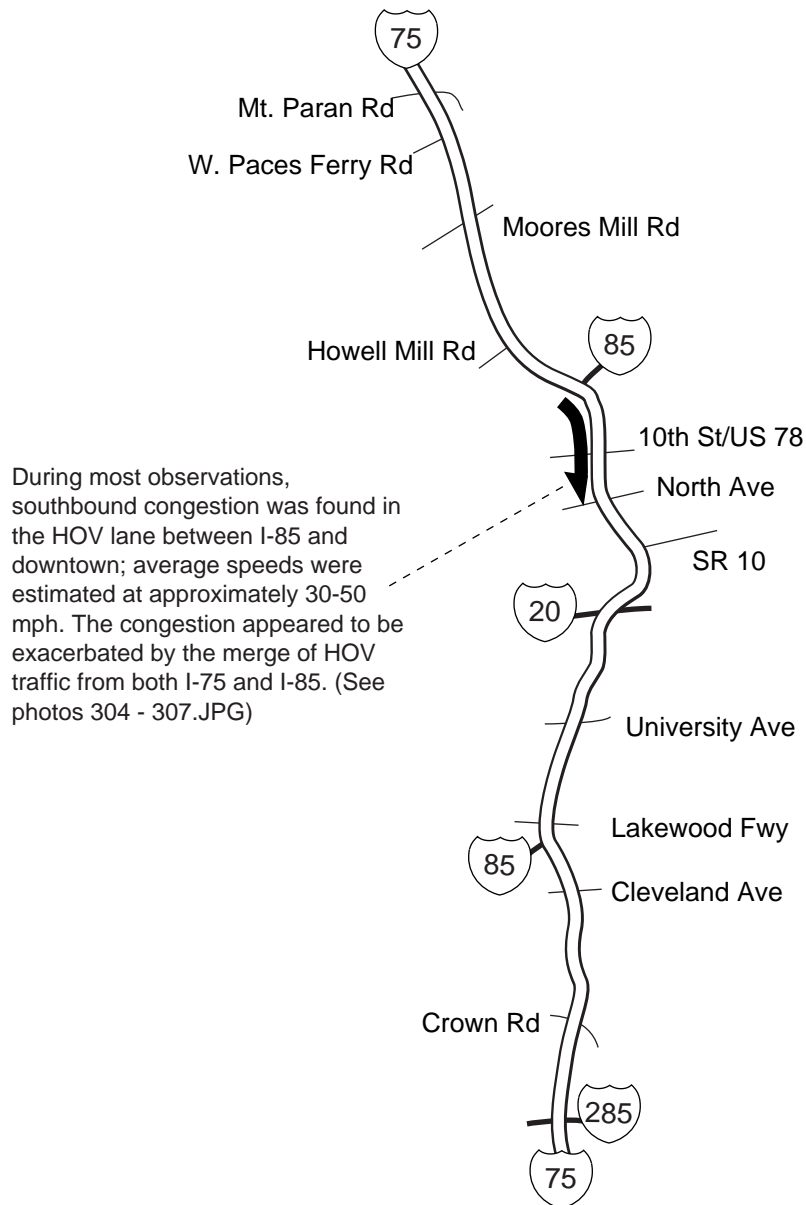 75
Mt. Paran Rd
W. Paces Ferry Rd
Moores Mill Rd
Howell Mill Rd
85
10th St/US 78
North Ave
SR 10
During most observations,
southbound congestion was found in
the HOV lane between I-85 and
downtown; average speeds were
estimated at approximately 30-50
mph. The congestion appeared to be
exacerbated by the merge of HOV
traffic from both I-75 and I-85. (See
photos 304 - 307.JPG)
20
University Ave
Lakewood Fwy
85
Cleveland Ave
Crown Rd
285
75